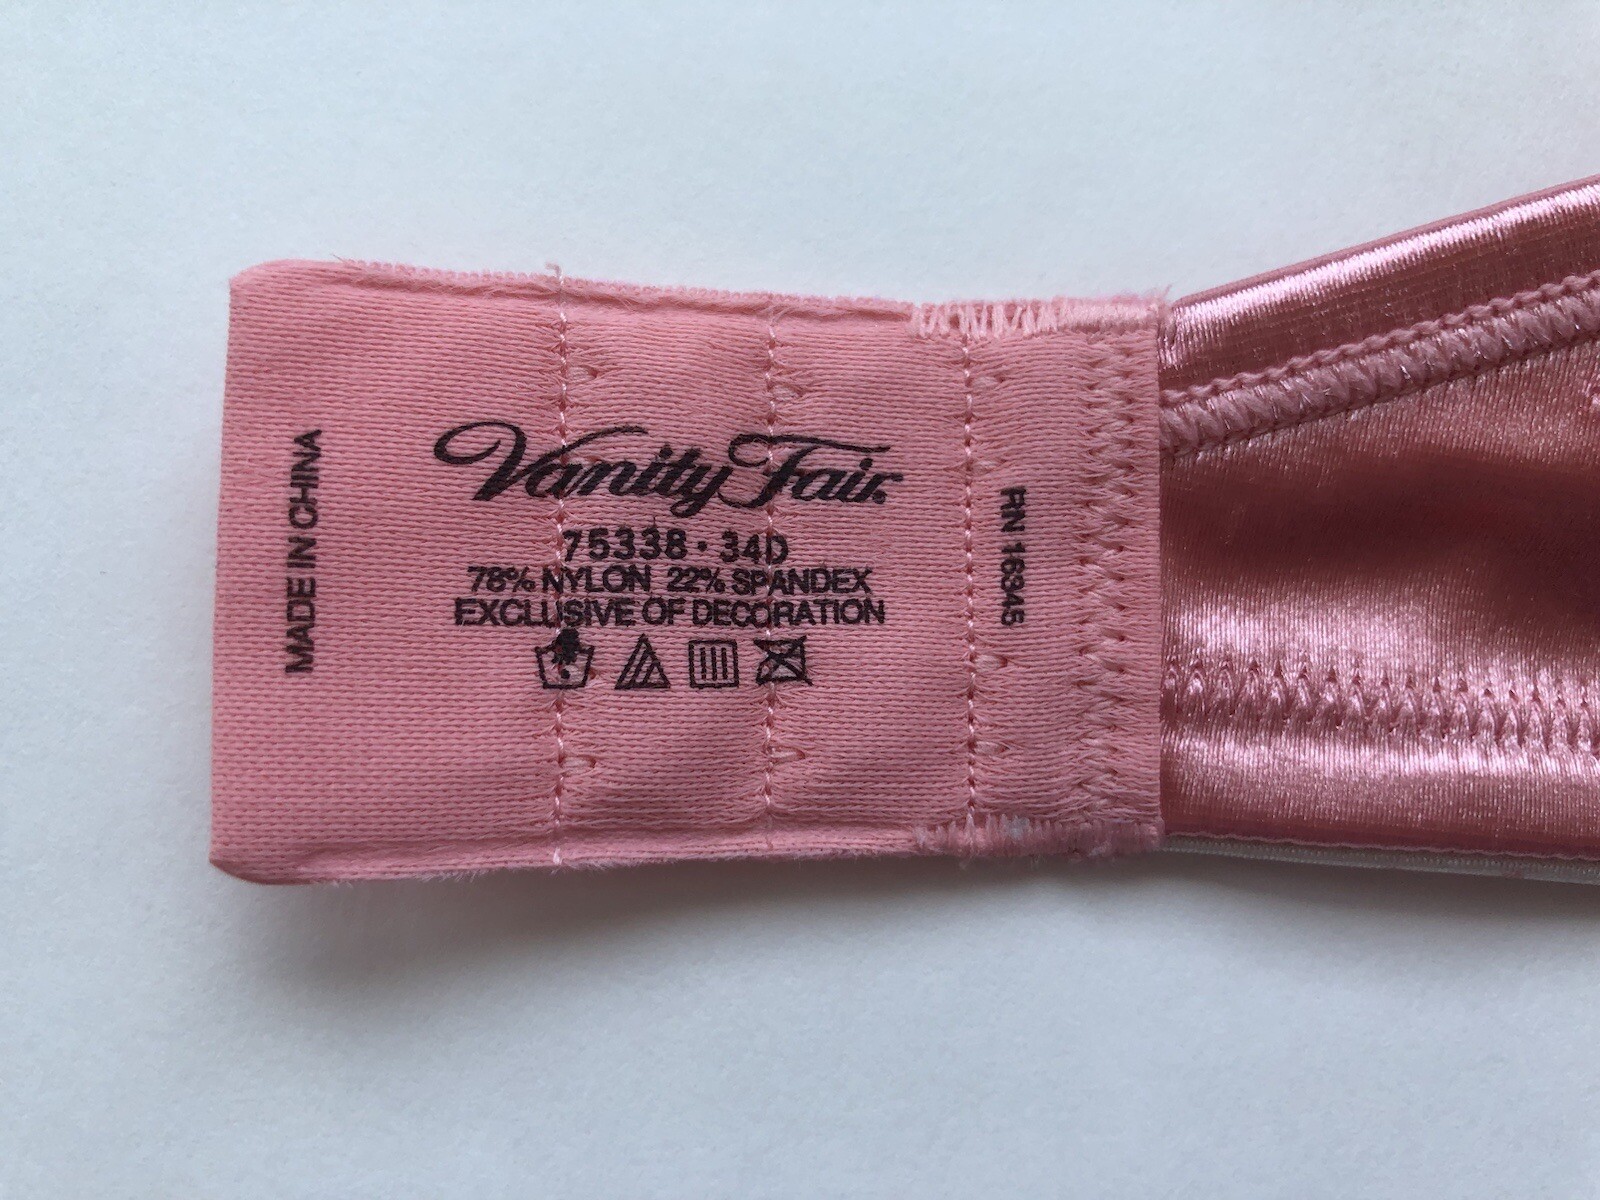 MADE IN CHINA
Vanity Fair
75338 · 34D
78% NYLON 22% SPANDEX
EXCLUSIVE OF DECORATION
RN 16345